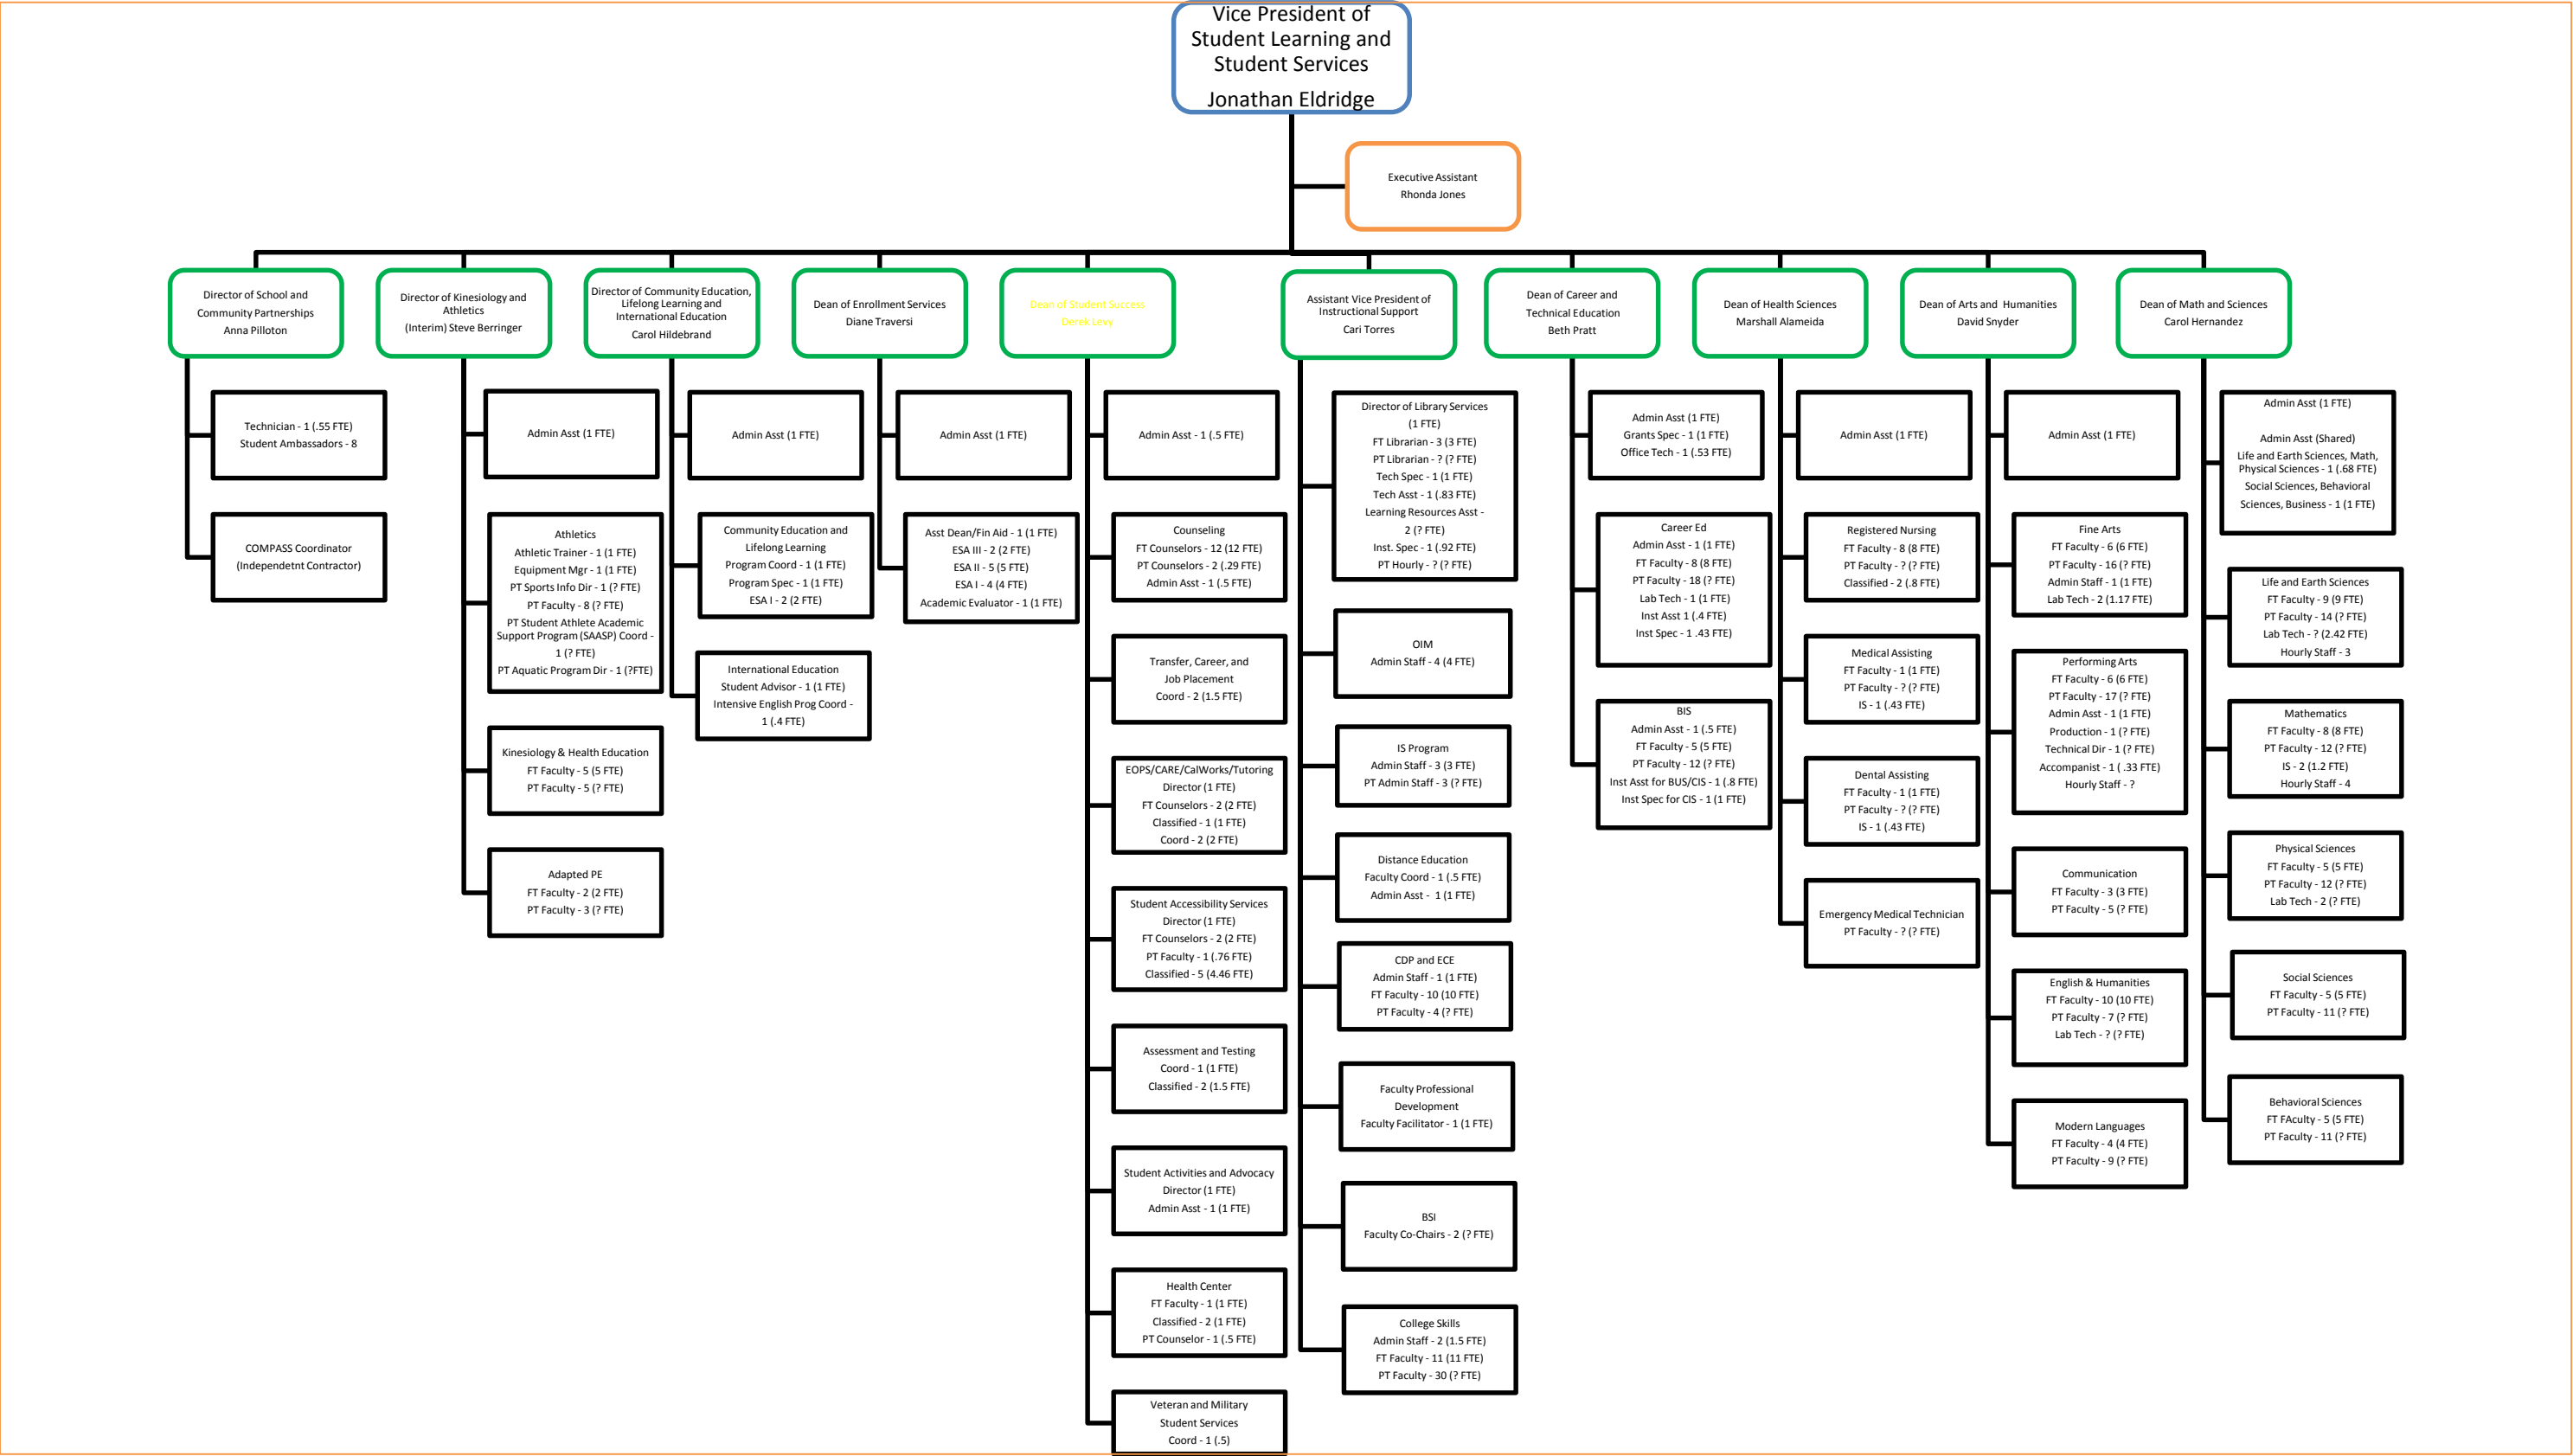 Vice President of
Student Learning and
Student Services
Jonathan Eldridge
Executive Assistant
Rhonda Jones
Director of School and
Community Partnerships
Anna Pilloton
Technician - 1 (.55 FTE)
Student Ambassadors - 8
COMPASS Coordinator
(Independetnt Contractor)
Director of Kinesiology and
Athletics
(Interim) Steve Berringer
Admin Asst (1 FTE)
Athletics
Athletic Trainer - 1 (1 FTE)
Equipment Mgr - 1 (1 FTE)
PT Sports Info Dir - 1 (? FTE)
PT Faculty - 8 (? FTE)
PT Student Athlete Academic
Support Program (SAASP) Coord -
1 (? FTE)
PT Aquatic Program Dir - 1 (?FTE)
Kinesiology & Health Education
FT Faculty - 5 (5 FTE)
PT Faculty - 5 (? FTE)
Adapted PE
FT Faculty - 2 (2 FTE)
PT Faculty - 3 (? FTE)
Director of Community Education,
Lifelong Learning and
International Education
Carol Hildebrand
Admin Asst (1 FTE)
Community Education and
Lifelong Learning
Program Coord - 1 (1 FTE)
Program Spec - 1 (1 FTE)
ESA I - 2 (2 FTE)
International Education
Student Advisor - 1 (1 FTE)
Intensive English Prog Coord -
1 (.4 FTE)
Dean of Enrollment Services
Diane Traversi
Admin Asst (1 FTE)
Asst Dean/Fin Aid - 1 (1 FTE)
ESA III - 2 (2 FTE)
ESA II - 5 (5 FTE)
ESA I - 4 (4 FTE)
Academic Evaluator - 1 (1 FTE)
Dean of Student Success
Derek Levy
Admin Asst - 1 (.5 FTE)
Counseling
FT Counselors - 12 (12 FTE)
PT Counselors - 2 (.29 FTE)
Admin Asst - 1 (.5 FTE)
Transfer, Career, and
Job Placement
Coord - 2 (1.5 FTE)
EOPS/CARE/CalWorks/Tutoring
Director (1 FTE)
FT Counselors - 2 (2 FTE)
Classified - 1 (1 FTE)
Coord - 2 (2 FTE)
Student Accessibility Services
Director (1 FTE)
FT Counselors - 2 (2 FTE)
PT Faculty - 1 (.76 FTE)
Classified - 5 (4.46 FTE)
Assessment and Testing
Coord - 1 (1 FTE)
Classified - 2 (1.5 FTE)
Student Activities and Advocacy
Director (1 FTE)
Admin Asst - 1 (1 FTE)
Health Center
FT Faculty - 1 (1 FTE)
Classified - 2 (1 FTE)
PT Counselor - 1 (.5 FTE)
Veteran and Military
Student Services
Coord - 1 (.5)
Assistant Vice President of
Instructional Support
Cari Torres
Director of Library Services
(1 FTE)
FT Librarian - 3 (3 FTE)
PT Librarian - ? (? FTE)
Tech Spec - 1 (1 FTE)
Tech Asst - 1 (.83 FTE)
Learning Resources Asst -
2 (? FTE)
Inst. Spec - 1 (.92 FTE)
PT Hourly - ? (? FTE)
OIM
Admin Staff - 4 (4 FTE)
IS Program
Admin Staff - 3 (3 FTE)
PT Admin Staff - 3 (? FTE)
Distance Education
Faculty Coord - 1 (.5 FTE)
Admin Asst - 1 (1 FTE)
CDP and ECE
Admin Staff - 1 (1 FTE)
FT Faculty - 10 (10 FTE)
PT Faculty - 4 (? FTE)
Faculty Professional
Development
Faculty Facilitator - 1 (1 FTE)
BSI
Faculty Co-Chairs - 2 (? FTE)
College Skills
Admin Staff - 2 (1.5 FTE)
FT Faculty - 11 (11 FTE)
PT Faculty - 30 (? FTE)
Dean of Career and
Technical Education
Beth Pratt
Admin Asst (1 FTE)
Grants Spec - 1 (1 FTE)
Office Tech - 1 (.53 FTE)
Career Ed
Admin Asst - 1 (1 FTE)
FT Faculty - 8 (8 FTE)
PT Faculty - 18 (? FTE)
Lab Tech - 1 (1 FTE)
Inst Asst 1 (.4 FTE)
Inst Spec - 1 .43 FTE)
BIS
Admin Asst - 1 (.5 FTE)
FT Faculty - 5 (5 FTE)
PT Faculty - 12 (? FTE)
Inst Asst for BUS/CIS - 1 (.8 FTE)
Inst Spec for CIS - 1 (1 FTE)
Dean of Health Sciences
Marshall Alameida
Admin Asst (1 FTE)
Registered Nursing
FT Faculty - 8 (8 FTE)
PT Faculty - ? (? FTE)
Classified - 2 (.8 FTE)
Medical Assisting
FT Faculty - 1 (1 FTE)
PT Faculty - ? (? FTE)
IS - 1 (.43 FTE)
Dental Assisting
FT Faculty - 1 (1 FTE)
PT Faculty - ? (? FTE)
IS - 1 (.43 FTE)
Emergency Medical Technician
PT Faculty - ? (? FTE)
Dean of Arts and Humanities
David Snyder
Admin Asst (1 FTE)
Fine Arts
FT Faculty - 6 (6 FTE)
PT Faculty - 16 (? FTE)
Admin Staff - 1 (1 FTE)
Lab Tech - 2 (1.17 FTE)
Performing Arts
FT Faculty - 6 (6 FTE)
PT Faculty - 17 (? FTE)
Admin Asst - 1 (1 FTE)
Production - 1 (? FTE)
Technical Dir - 1 (? FTE)
Accompanist - 1 ( .33 FTE)
Hourly Staff - ?
Communication
FT Faculty - 3 (3 FTE)
PT Faculty - 5 (? FTE)
English & Humanities
FT Faculty - 10 (10 FTE)
PT Faculty - 7 (? FTE)
Lab Tech - ? (? FTE)
Modern Languages
FT Faculty - 4 (4 FTE)
PT Faculty - 9 (? FTE)
Dean of Math and Sciences
Carol Hernandez
Admin Asst (1 FTE)
Admin Asst (Shared)
Life and Earth Sciences, Math,
Physical Sciences - 1 (.68 FTE)
Social Sciences, Behavioral
Sciences, Business - 1 (1 FTE)
Life and Earth Sciences
FT Faculty - 9 (9 FTE)
PT Faculty - 14 (? FTE)
Lab Tech - ? (2.42 FTE)
Hourly Staff - 3
Mathematics
FT Faculty - 8 (8 FTE)
PT Faculty - 12 (? FTE)
IS - 2 (1.2 FTE)
Hourly Staff - 4
Physical Sciences
FT Faculty - 5 (5 FTE)
PT Faculty - 12 (? FTE)
Lab Tech - 2 (? FTE)
Social Sciences
FT Faculty - 5 (5 FTE)
PT Faculty - 11 (? FTE)
Behavioral Sciences
FT FAculty - 5 (5 FTE)
PT Faculty - 11 (? FTE)